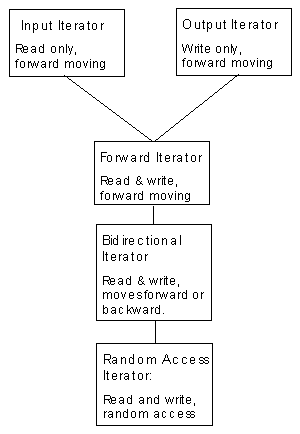 Input Iterator
Read only,
forward moving
Output Iterator
Write only,
forward moving
Forward Iterator
Read & write,
forward moving
Bidirectional
Iterator
Read & write,
movesforward or
backward.
Random Access
Iterator:
Read and write,
random access